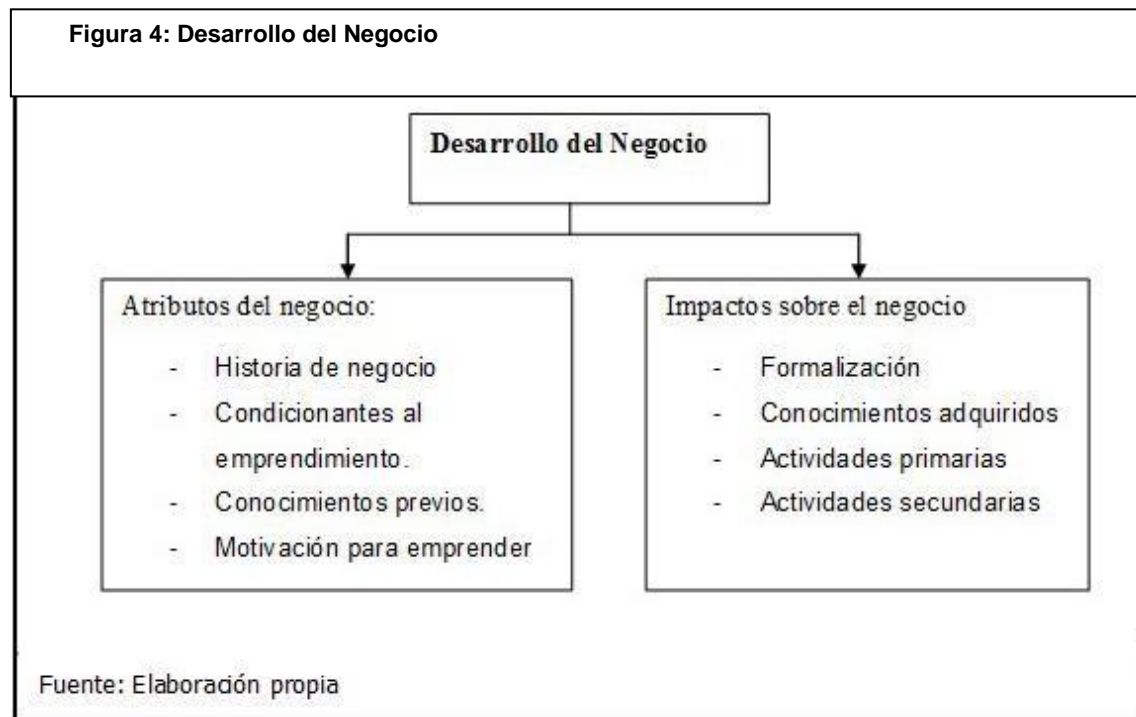 Figura 4: Desarrollo del Negocio
Desarrollo del Negocio
Atributos del negocio:
- Historia de negocio
- Condicionantes al
emprendimiento.
- Conocimientos previos.
- Motivación para emprender
Impactos sobre el negocio
- Formalización
- Conocimientos adquiridos
- Actividades primarias
- Actividades secundarias
Fuente: Elaboración propia